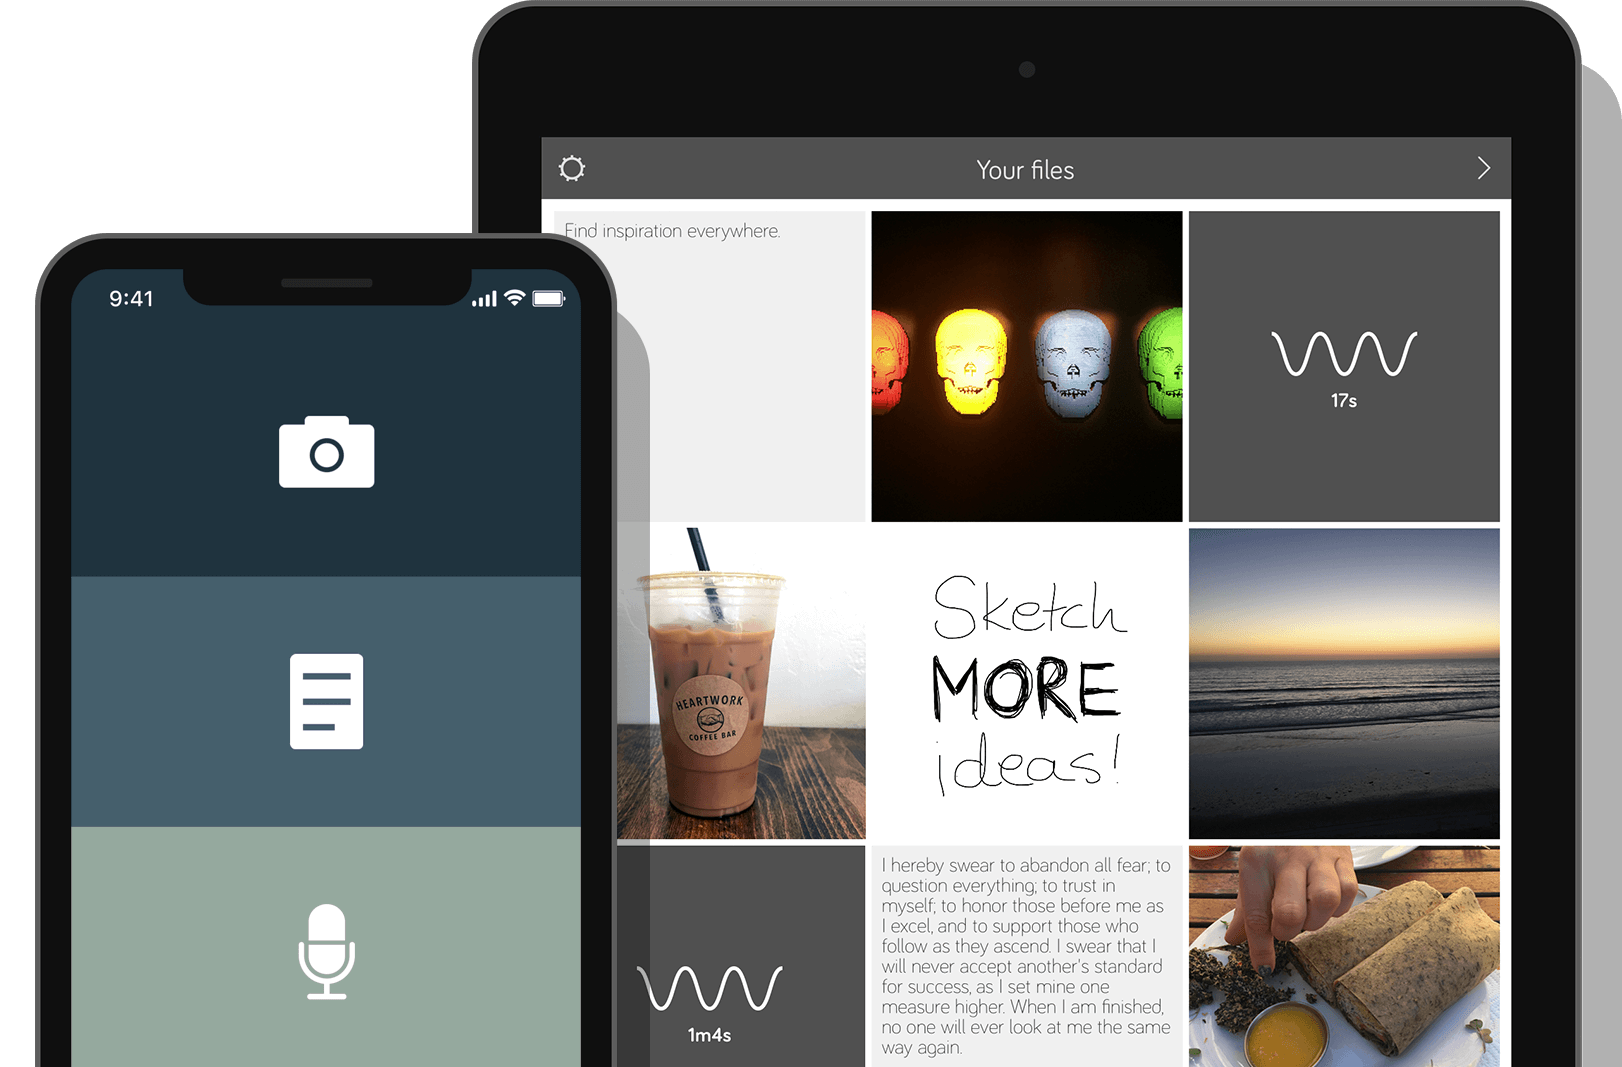 9:41
Your files
Find inspiration everywhere.
17s
HEARTWORK
COFFEE BAR
Sketch
MORE
ideas!
1m4s
I hereby swear to abandon all fear; to
question everything; to trust in
myself; to honor those before me as
I excel, and to support those who
follow as they ascend. I swear that I
will never accept another's standard
for success, as I set mine one
measure higher. When I am finished,
no one will ever look at me the same
way again.